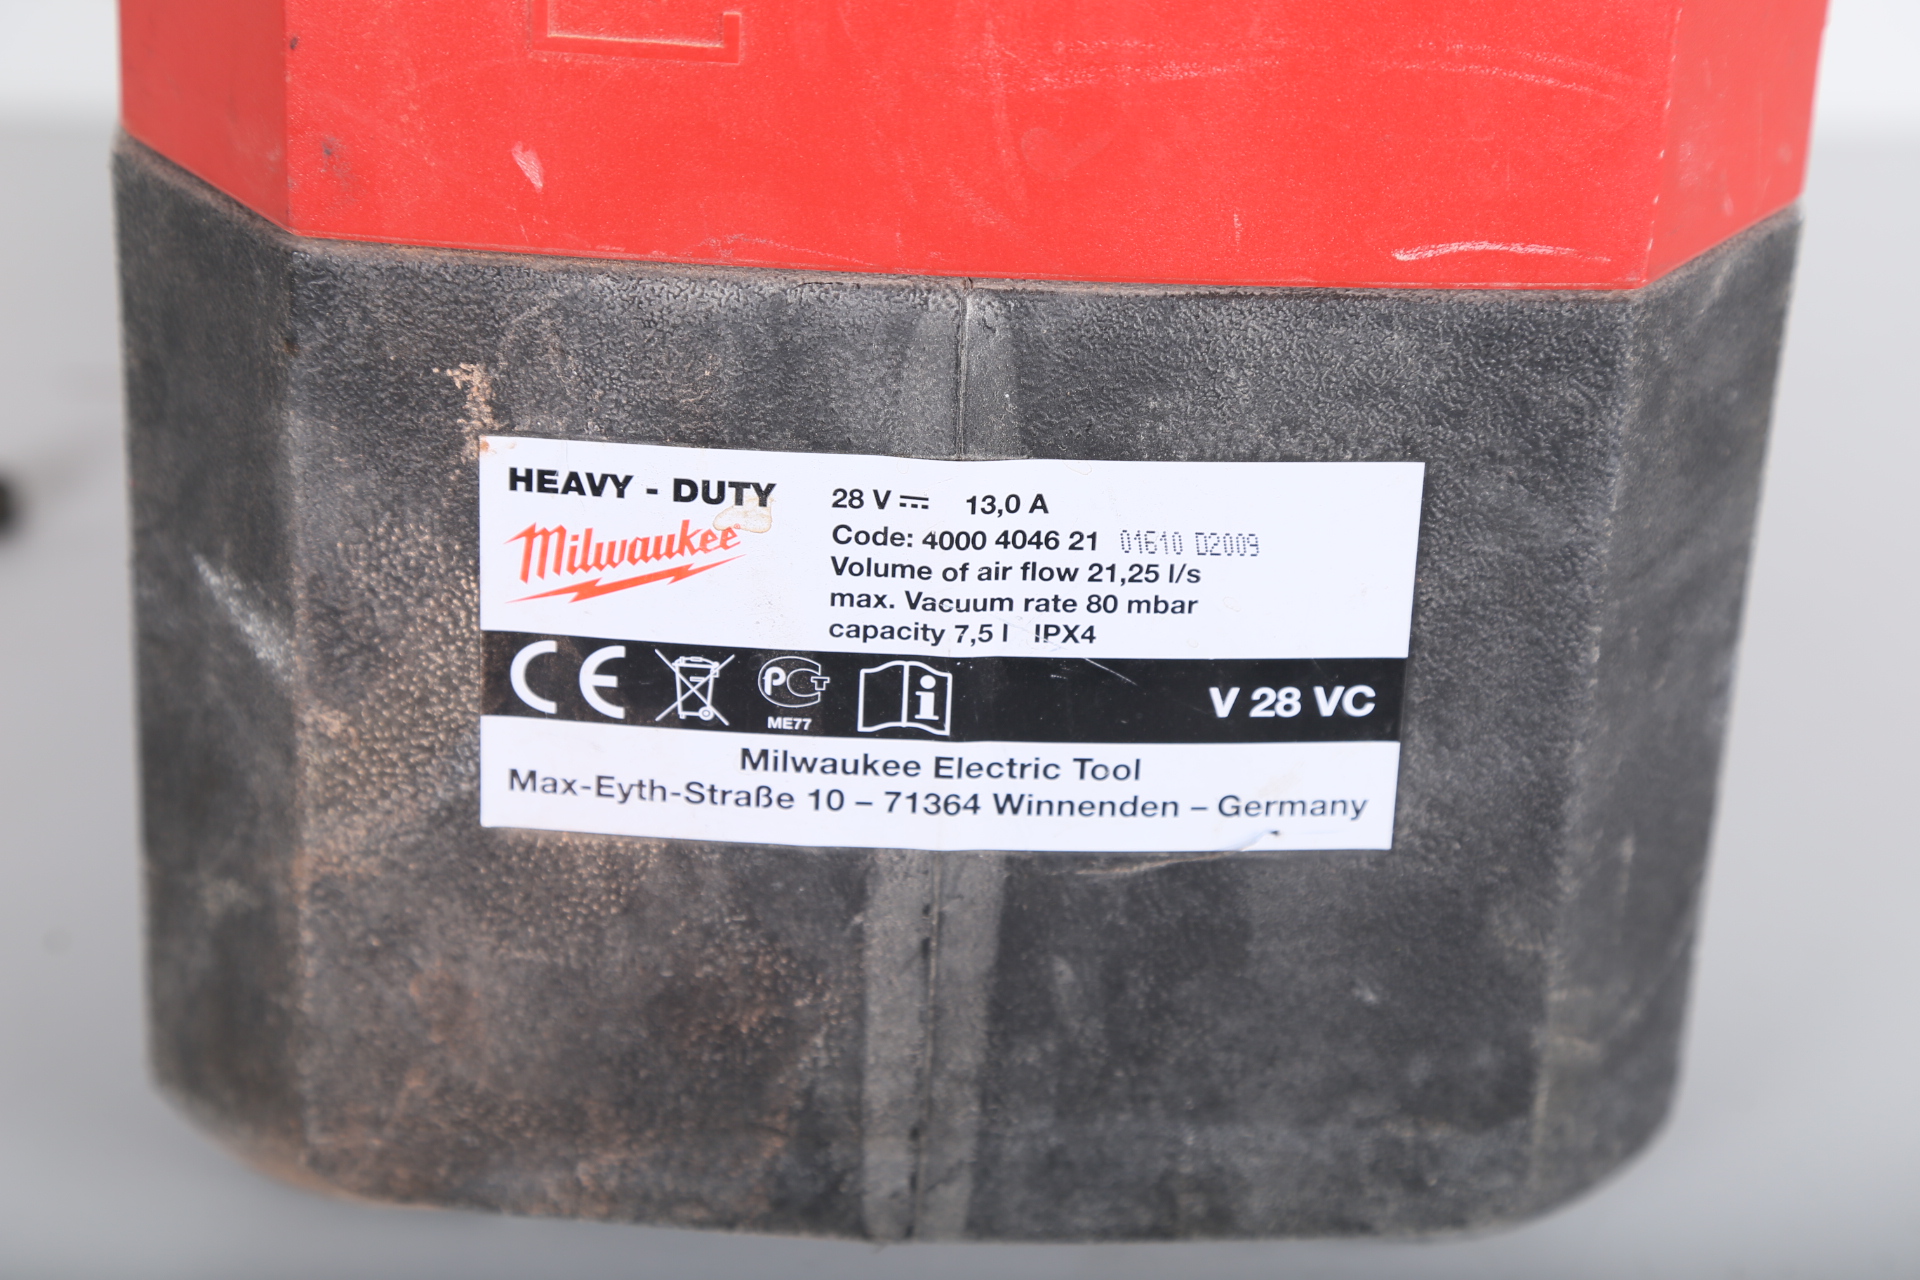 HEAVY - DUTY
Milwaukee
28 V 13,0 A
Code: 4000 4046 21 01610 D2009
Volume of air flow 21,25 l/s
max. Vacuum rate 80 mbar
capacity 7,5 l IPX4
CE PCT ME77 i V 28 VC
Milwaukee Electric Tool
Max-Eyth-Straße 10 – 71364 Winnenden – Germany